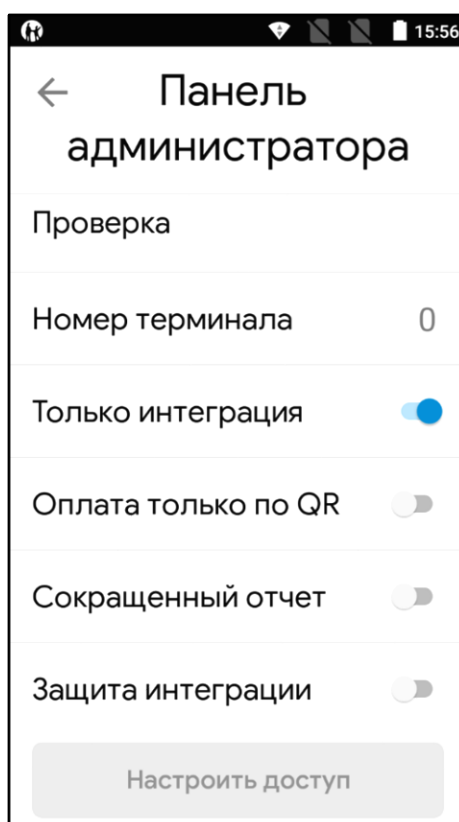 15:56
Панель
администратора
Проверка
Номер терминала 0
Только интеграция
Оплата только по QR
Сокращенный отчет
Защита интеграции
Настроить доступ